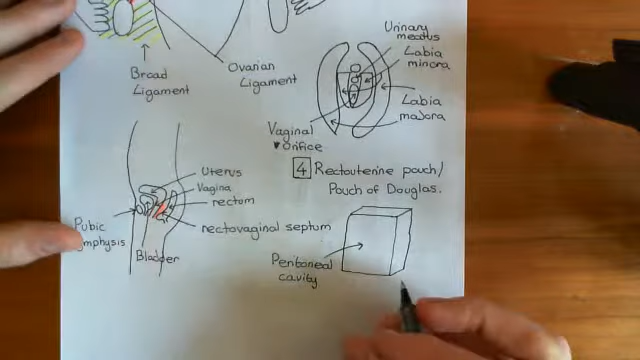 Broad
Ligament
Ovarian
Ligament
Urinary
meatus
Labia
minora
Labia
majora
Vaginal
orifice
4 Rectouterine pouch/
Pouch of Douglas.
Uterus
Vagina
rectum
rectovaginal septum
Pubic
ymphysis
Bladder
Peritoneal
cavity